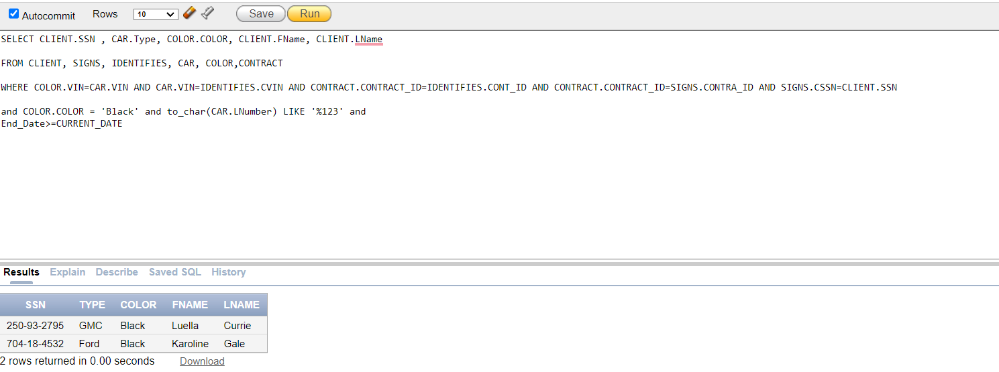 Autocommit Rows 10 Save Run
SELECT CLIENT.SSN , CAR.Type, COLOR.COLOR, CLIENT.FName, CLIENT.LName
FROM CLIENT, SIGNS, IDENTIFIES, CAR, COLOR,CONTRACT
WHERE COLOR.VIN=CAR.VIN AND CAR.VIN=IDENTIFIES.CVIN AND CONTRACT.CONTRACT_ID=IDENTIFIES.CONT_ID AND CONTRACT.CONTRACT_ID=SIGNS.CONTRA_ID AND SIGNS.CSSN=CLIENT.SSN
and COLOR.COLOR = 'Black' and to_char(CAR.LNumber) LIKE '%123' and
End_Date>=CURRENT_DATE
Results Explain Describe Saved SQL History
SSN TYPE COLOR FNAME LNAME
250-93-2795 GMC Black Luella Currie
704-18-4532 Ford Black Karoline Gale
2 rows returned in 0.00 seconds Download